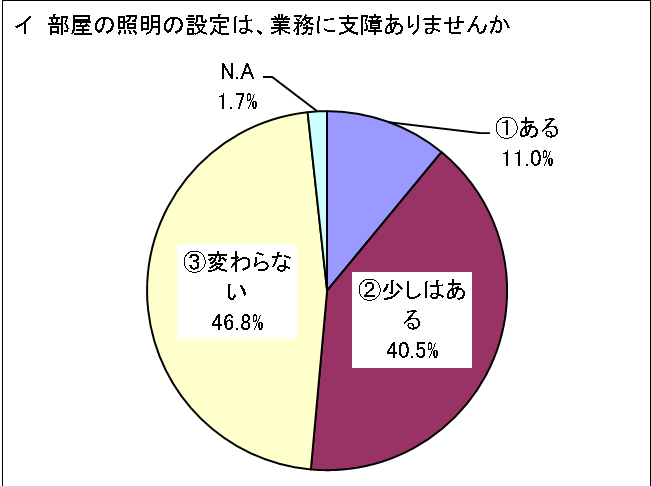 イ 部屋の照明の設定は、業務に支障ありませんか
N.A
1.7%
①ある
11.0%
③変わらな
い
46.8%
②少しはあ
る
40.5%